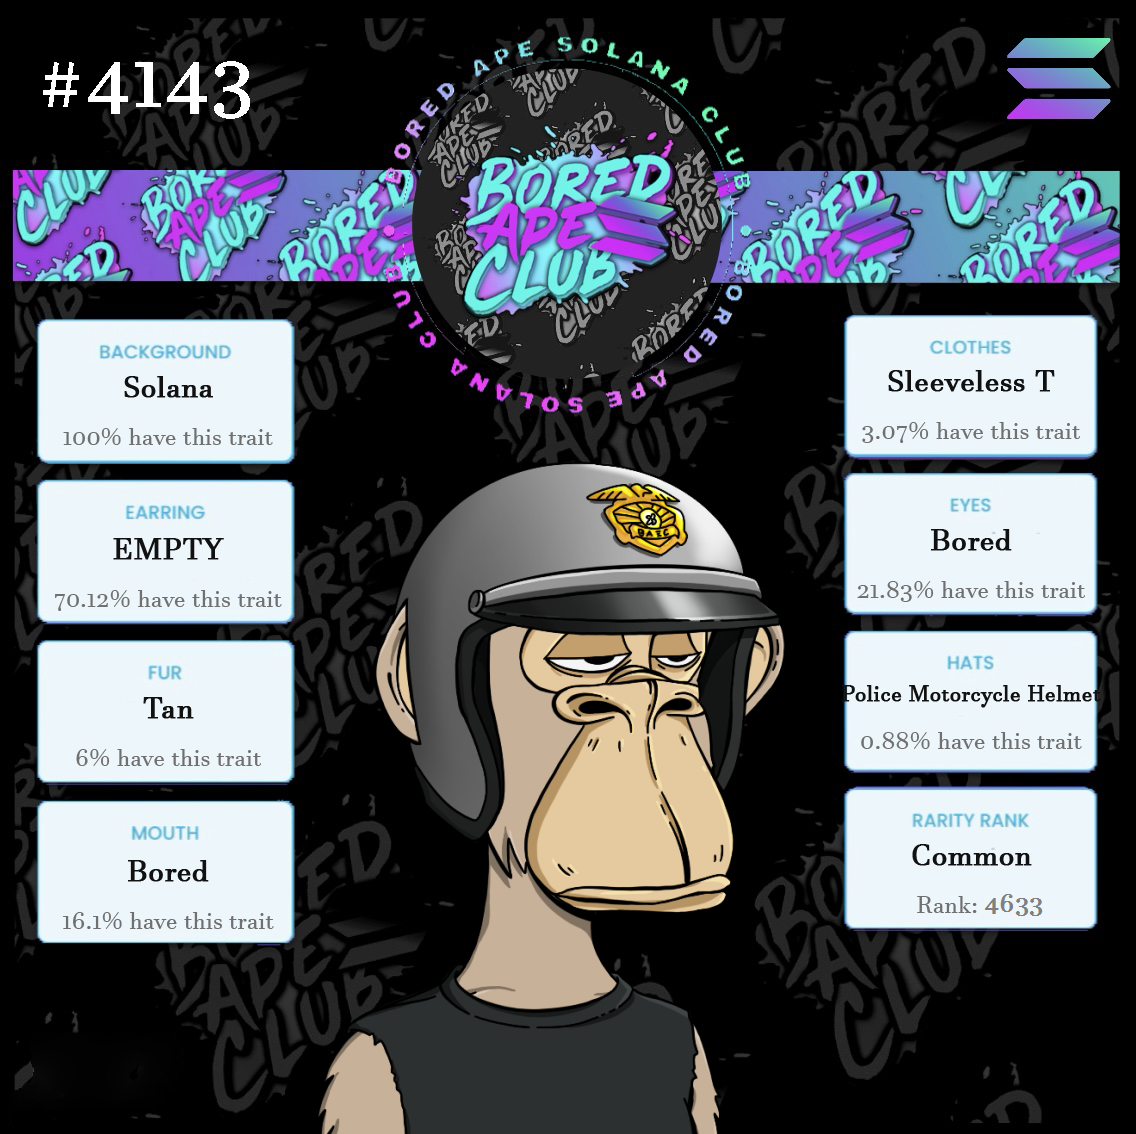 #4143
BORED APE SOLANA CLUB
BORED APE SOLANA CLUB
BORED
APE
CLUB
BACKGROUND
Solana
100% have this trait
EARRING
EMPTY
70.12% have this trait
FUR
Tan
6% have this trait
MOUTH
Bored
16.1% have this trait
CLOTHES
Sleeveless T
3.07% have this trait
EYES
Bored
21.83% have this trait
HATS
Police Motorcycle Helmet
0.88% have this trait
RARITY RANK
Common
Rank: 4633
BAYC